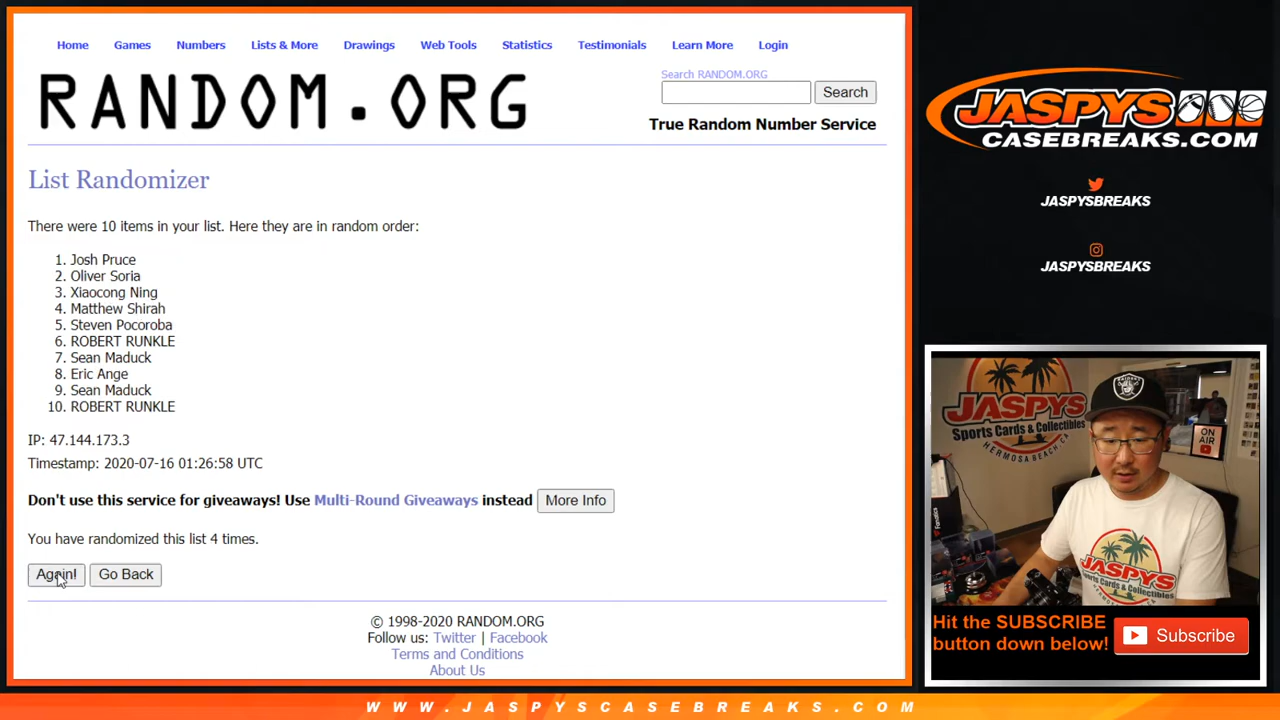 Home Games Numbers Lists & More Drawings Web Tools Statistics Testimonials Learn More Login
RANDOM.ORG
Search RANDOM.ORG
Search
True Random Number Service
List Randomizer
There were 10 items in your list. Here they are in random order:
1. Josh Pruce
2. Oliver Soria
3. Xiaocong Ning
4. Matthew Shirah
5. Steven Pocoroba
6. ROBERT RUNKLE
7. Sean Maduck
8. Eric Ange
9. Sean Maduck
10. ROBERT RUNKLE
IP: 47.144.173.3
Timestamp: 2020-07-16 01:26:58 UTC
Don't use this service for giveaways! Use Multi-Round Giveaways instead More Info
You have randomized this list 4 times.
Again! Go Back
© 1998-2020 RANDOM.ORG
Follow us: Twitter | Facebook
Terms and Conditions
About Us
JASPYS
CASEBREAKS.COM
JASPYSBREAKS
JASPYSBREAKS
JASPYS
Sports Cards & Collectibles
HERMOSA BEACH, CA
ON
AIR
RAIDERS
Fanatics
JASPYS
Sports Cards & Collectibles
Hit the SUBSCRIBE
button down below!
Subscribe
WWW.JASPYSCASEBREAKS.COM